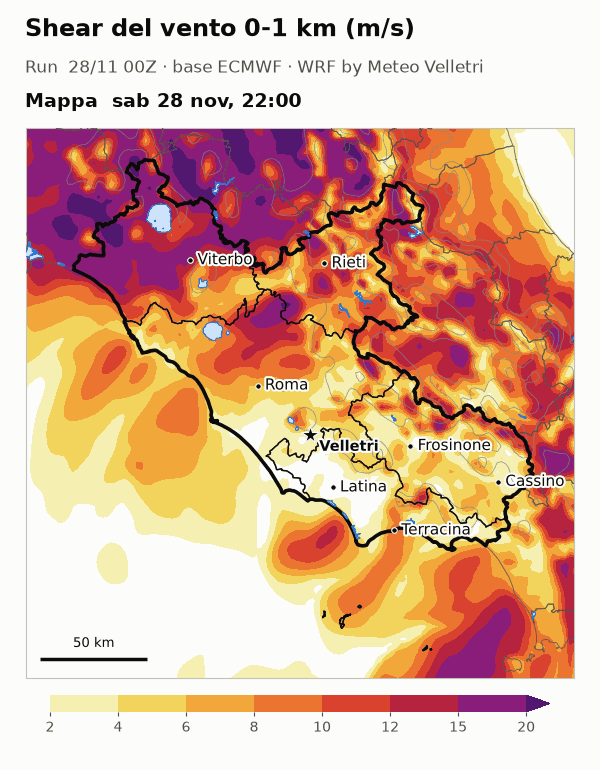 Shear del vento 0-1 km (m/s)
Run  28/11 00Z · base ECMWF · WRF by Meteo Velletri
Mappa  sab 28 nov, 22:00
Viterbo
Rieti
Roma
Velletri
Frosinone
Latina
Cassino
Terracina
50 km
2 4 6 8 10 12 15 20